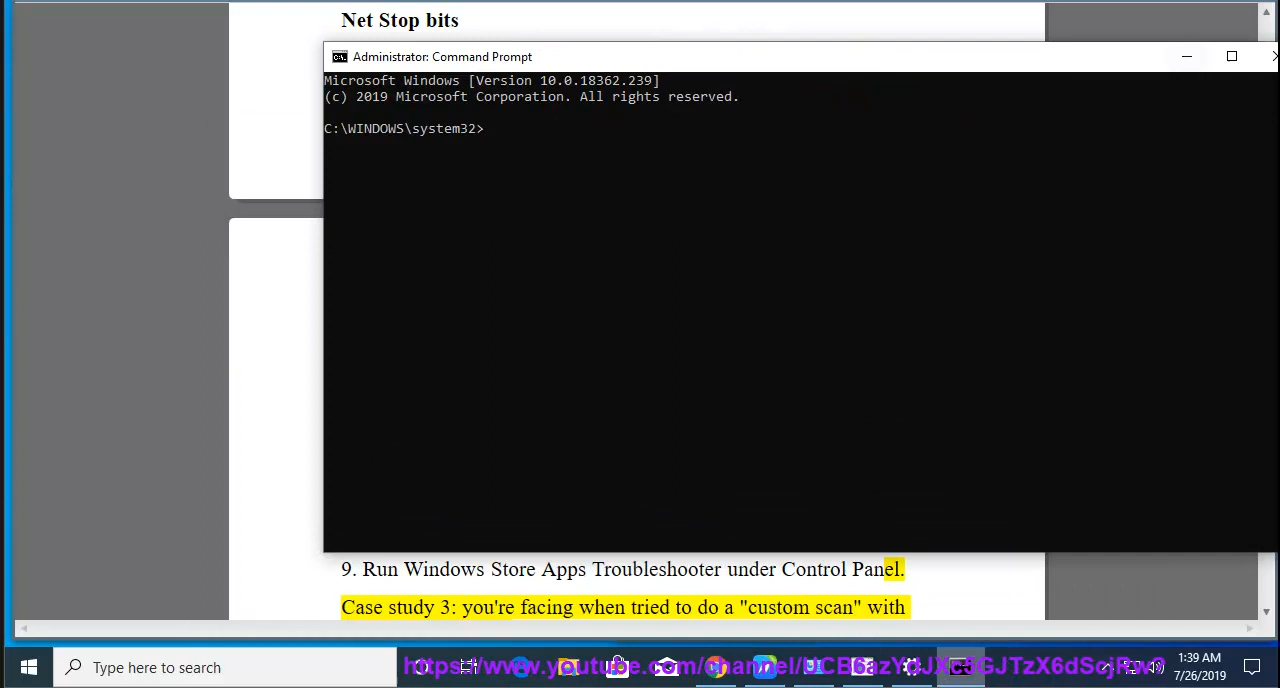 Net Stop bits
Administrator: Command Prompt
Microsoft Windows [Version 10.0.18362.239]
(c) 2019 Microsoft Corporation. All rights reserved.
C:\WINDOWS\system32>
9. Run Windows Store Apps Troubleshooter under Control Panel.
Case study 3: you're facing when tried to do a "custom scan" with
Type here to search
1:39 AM
7/26/2019